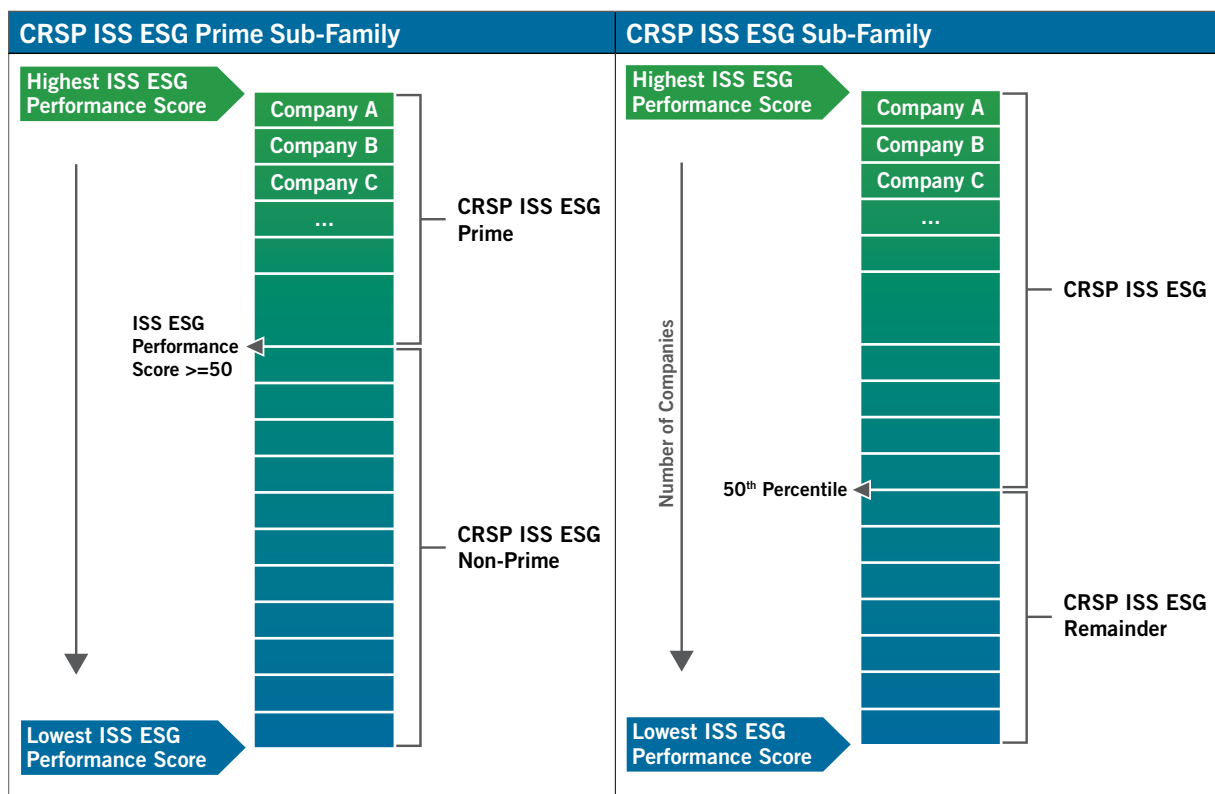 CRSP ISS ESG Prime Sub-Family
Highest ISS ESG
Performance Score
Company A
Company B
Company C
...
CRSP ISS ESG
Prime
ISS ESG
Performance
Score >=50
CRSP ISS ESG
Non-Prime
Lowest ISS ESG
Performance Score
CRSP ISS ESG Sub-Family
Highest ISS ESG
Performance Score
Company A
Company B
Company C
...
CRSP ISS ESG
Number of Companies
50th Percentile
CRSP ISS ESG
Remainder
Lowest ISS ESG
Performance Score